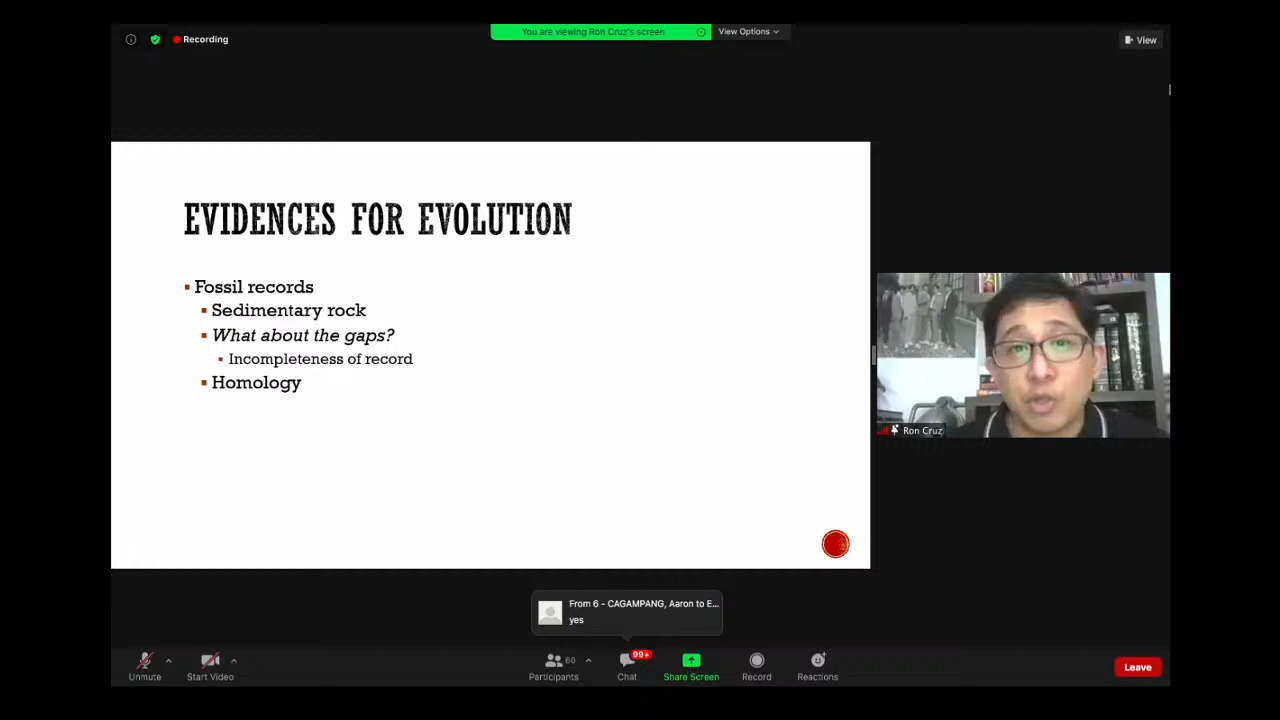 Recording
You are viewing Ron Cruz's screen
View Options
View
EVIDENCES FOR EVOLUTION
Fossil records
Sedimentary rock
What about the gaps?
Incompleteness of record
Homology
Ron Cruz
From 6 - CAGAMPANG, Aaron to E...
yes
Unmute
Start Video
60
Participants
99+
Chat
Share Screen
Record
Reactions
Leave